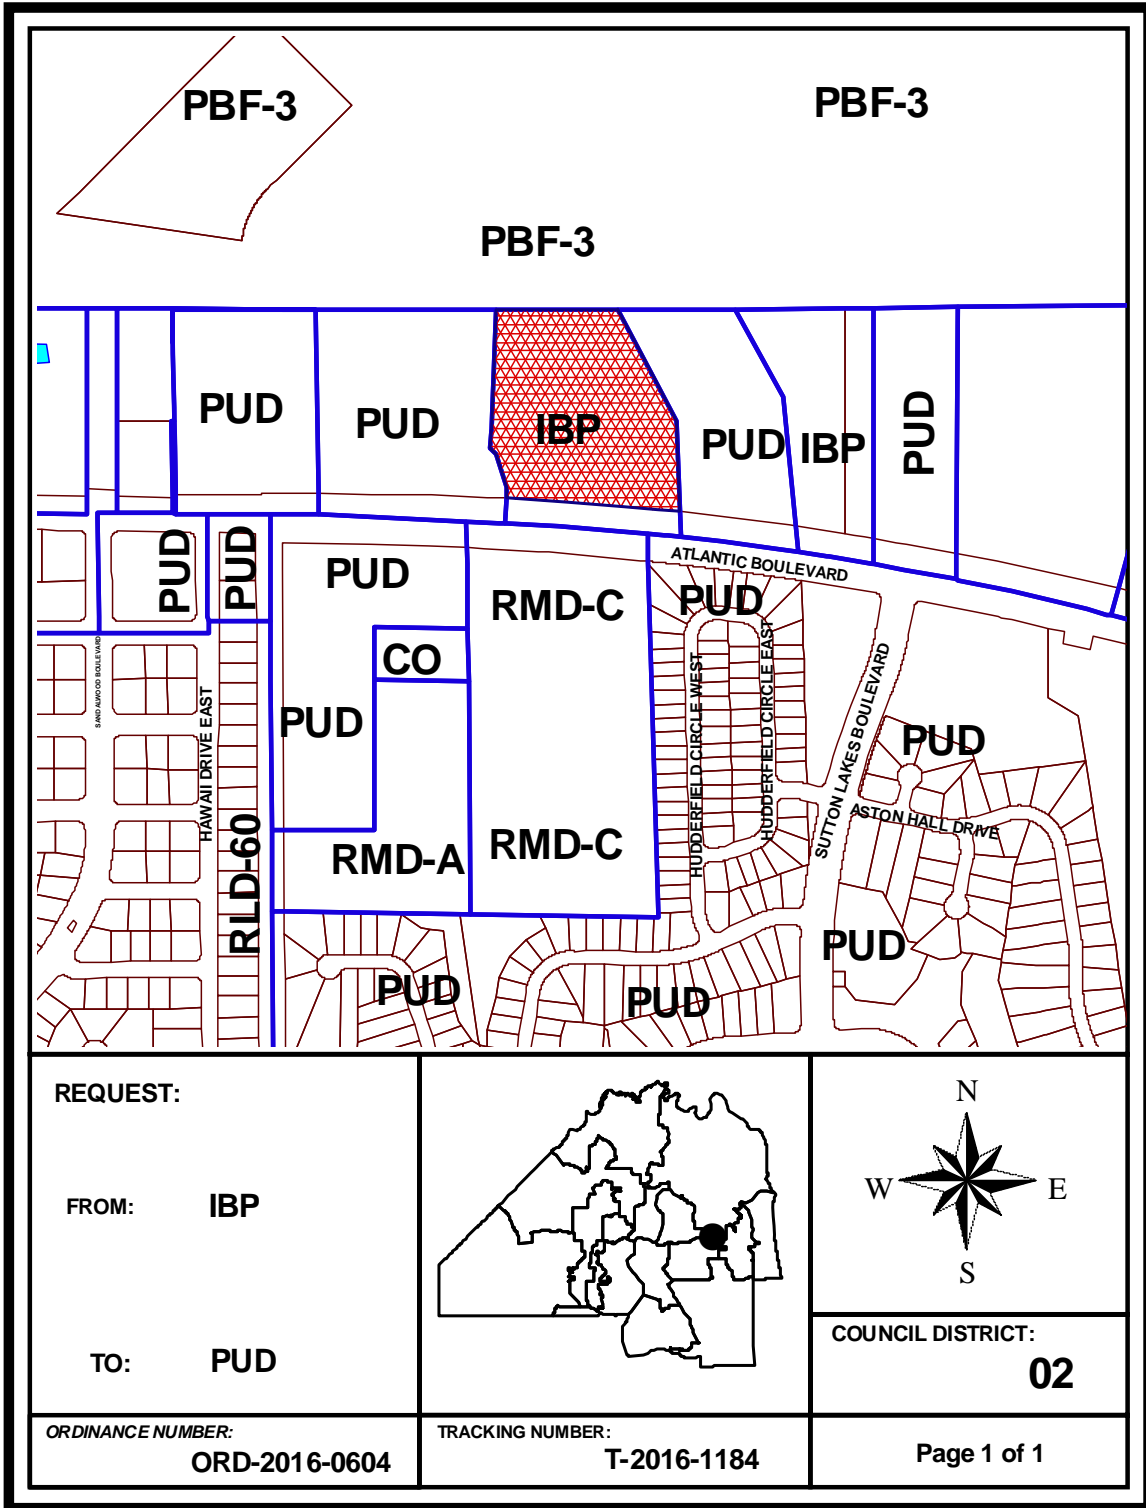 PBF-3
PBF-3
PBF-3
PUD
PUD
IBP
PUD
IBP
PUD
PUD
PUD
PUD
RMD-C
ATLANTIC BOULEVARD
PUD
CO
PUD
RMD-A
RMD-C
SANDALWOOD BOULEVARD
HAWAII DRIVE EAST
RLD-60
HUDDERFIELD CIRCLE WEST
HUDDERFIELD CIRCLE EAST
SUTTON LAKES BOULEVARD
PUD
ASTON HALL DRIVE
PUD
PUD
PUD
REQUEST:
FROM: IBP
TO: PUD
N
W E
S
COUNCIL DISTRICT:
02
ORDINANCE NUMBER:
ORD-2016-0604
TRACKING NUMBER:
T-2016-1184
Page 1 of 1